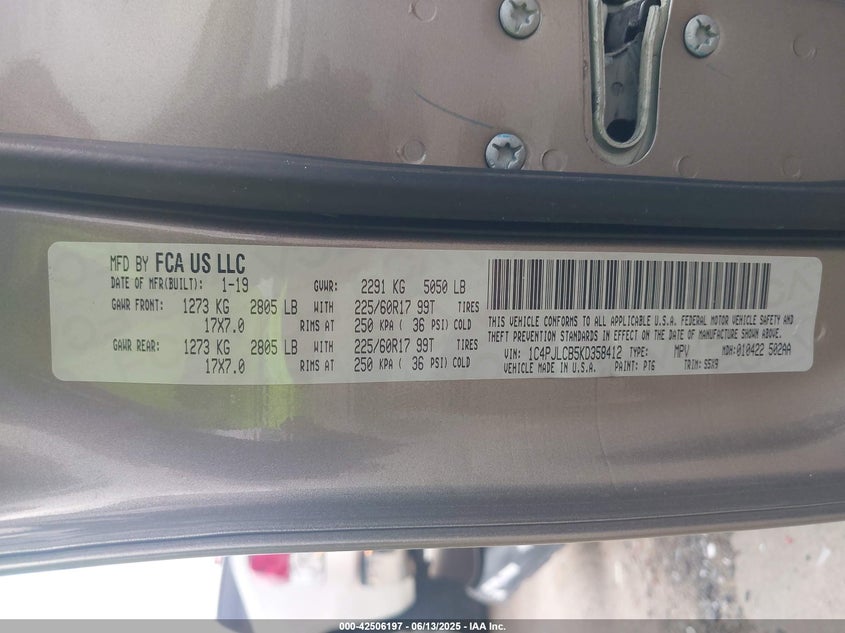 MFD BY FCA US LLC
DATE OF MFR(BUILT): 1-19 GVWR: 2291 KG 5050 LB
GAWR FRONT: 1273 KG 2805 LB WITH 225/60R17 99T TIRES
17X7.0 RIMS AT 250 KPA ( 36 PSI) COLD
GAWR REAR: 1273 KG 2805 LB WITH 225/60R17 99T TIRES
17X7.0 RIMS AT 250 KPA ( 36 PSI) COLD
THIS VEHICLE CONFORMS TO ALL APPLICABLE U.S.A. FEDERAL MOTOR VEHICLE SAFETY AND
THEFT PREVENTION STANDARDS IN EFFECT ON THE DATE OF MANUFACTURE SHOWN ABOVE.
VIN: 1C4PJLCB5KD358412 TYPE: MPV MDH: 010422 502AA
VEHICLE MADE IN U.S.A. PAINT: PTG TRIM: S5X9
000-42506197 - 06/13/2025 - IAA Inc.